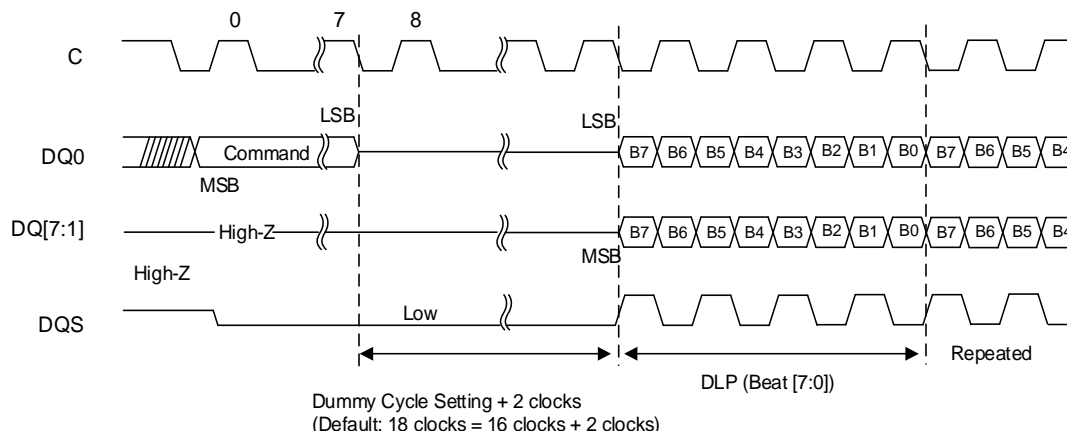 0 7 8
C
LSB LSB
DQ0 Command B7 B6 B5 B4 B3 B2 B1 B0 B7 B6 B5 B4
MSB
DQ[7:1] High-Z B7 B6 B5 B4 B3 B2 B1 B0 B7 B6 B5 B4
MSB
High-Z
DQS Low
Repeated
DLP (Beat [7:0])
Dummy Cycle Setting + 2 clocks
(Default: 18 clocks = 16 clocks + 2 clocks)